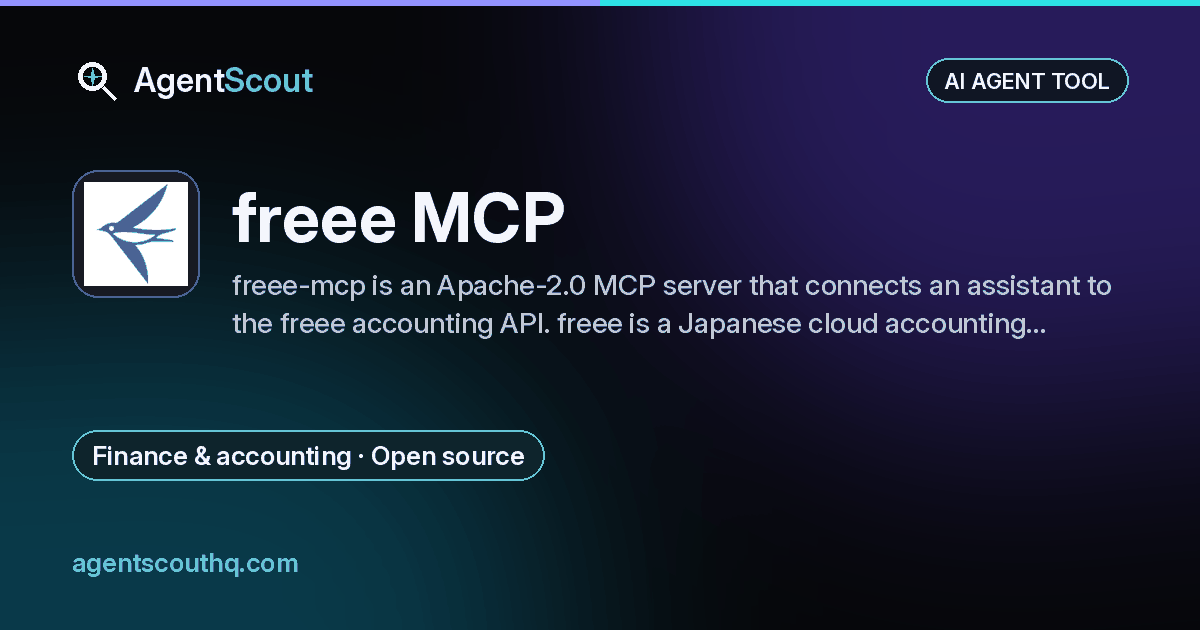 AgentScout
AI AGENT TOOL
freee MCP
freee-mcp is an Apache-2.0 MCP server that connects an assistant to
the freee accounting API. freee is a Japanese cloud accounting...
Finance & accounting · Open source
agentscouthq.com